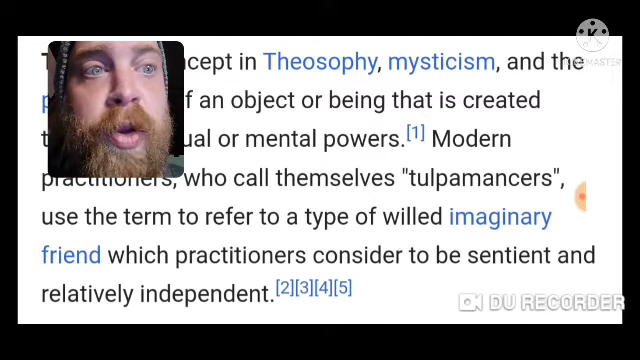 ncept in Theosophy, mysticism, and the
f an object or being that is created
ual or mental powers.[1] Modern
practitioners, who call themselves "tulpamancers",
use the term to refer to a type of willed imaginary
friend which practitioners consider to be sentient and
relatively independent.[2][3][4][5]
KINEMASTER
DU RECORDER